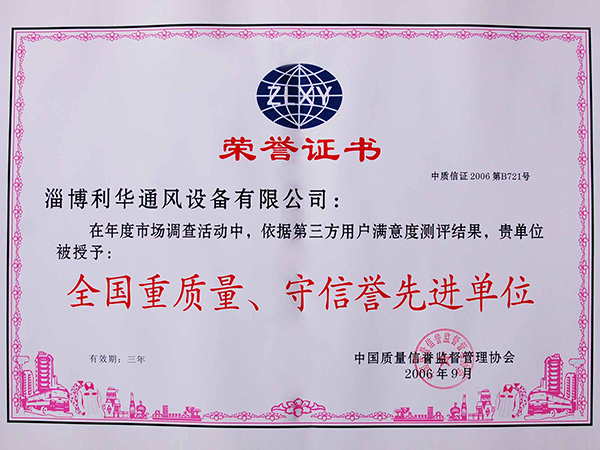 ZLXY
荣誉证书
中质信证2006第B721号
淄博利华通风设备有限公司：
在年度市场调查活动中，依据第三方用户满意度测评结果，贵单位
被授予：
全国重质量、守信誉先进单位
有效期：三年
中国质量信誉监督管理协会
2006年9月